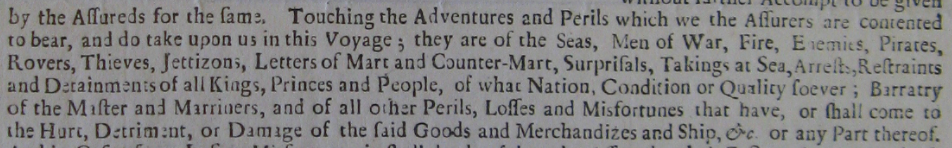 without further Accompt to be given
by the Aſſureds for the ſame. Touching the Adventures and Perils which we the Aſſurers are contented
to bear, and do take upon us in this Voyage; they are of the Seas, Men of War, Fire, Enemies, Pirates,
Rovers, Thieves, Jettizons, Letters of Mart and Counter-Mart, Surpriſals, Takings at Sea, Arreſts, Reſtraints
and Detainments of all Kings, Princes and People, of what Nation, Condition or Quality ſoever; Barratry
of the Maſter and Marriners, and of all other Perils, Loſſes and Misfortunes that have, or ſhall come to
the Hurt, Detriment, or Damage of the ſaid Goods and Merchandizes and Ship, &c. or any Part thereof.